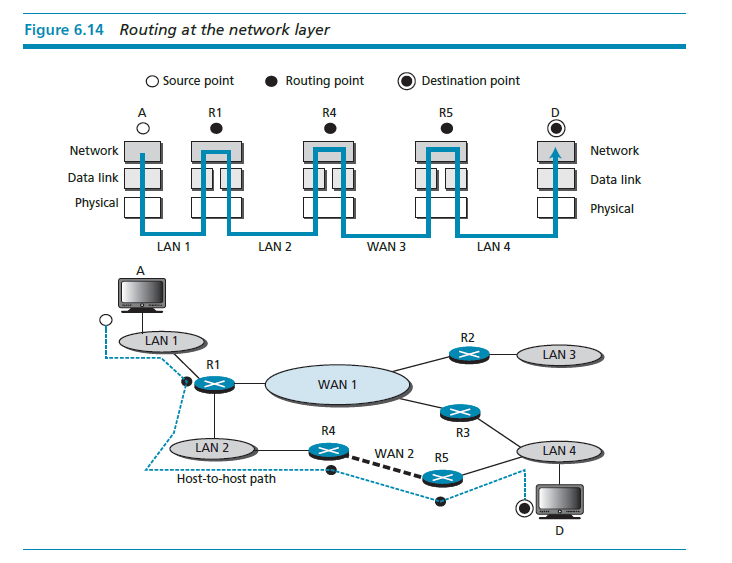 Figure 6.14 Routing at the network layer
Source point Routing point Destination point
A R1 R4 R5 D
Network Network
Data link Data link
Physical Physical
LAN 1 LAN 2 WAN 3 LAN 4
A
LAN 1
R1
R2
LAN 3
WAN 1
R3
LAN 2
R4
WAN 2
R5
LAN 4
Host-to-host path
D